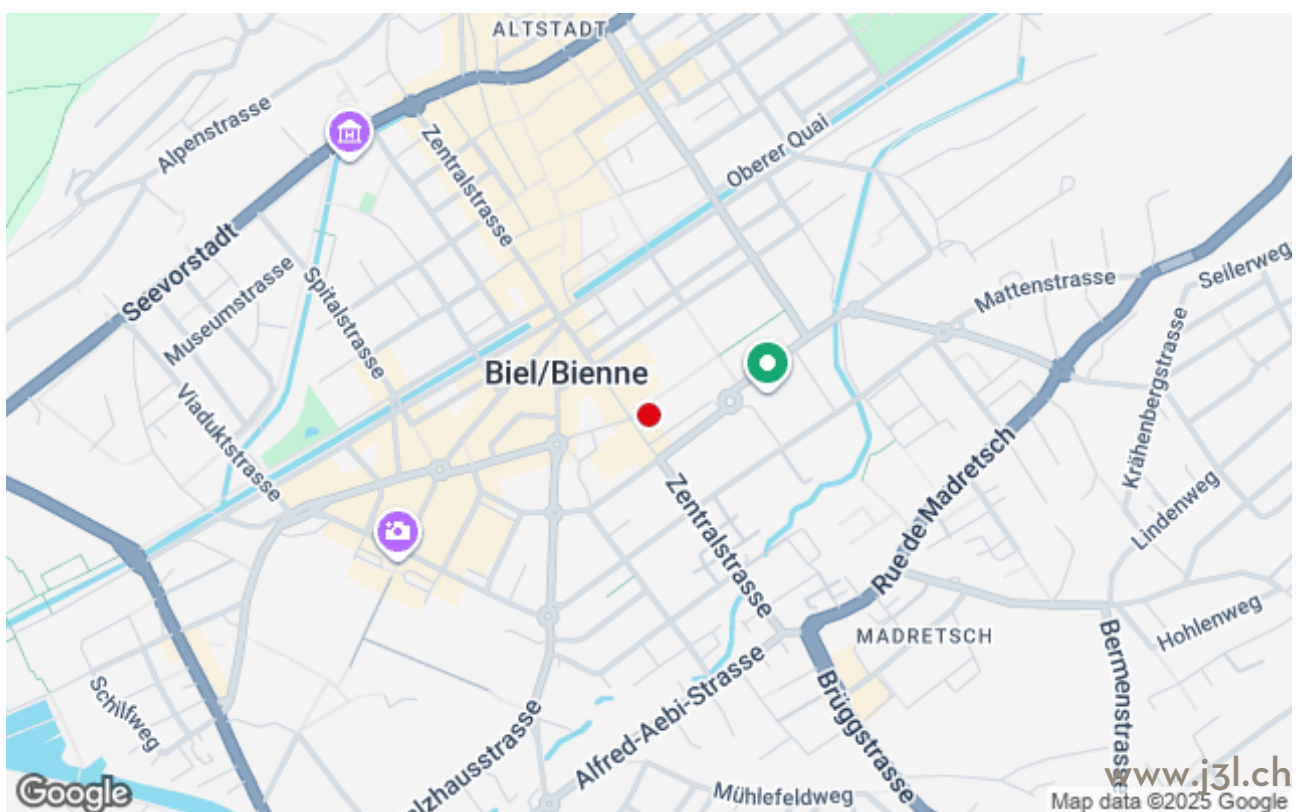 ALTSTADT
Alpenstrasse
Zentralstrasse
Oberer Quai
Seevorstadt
Museumstrasse
Spitalstrasse
Mattenstrasse
Seilerweg
Biel/Bienne
Viaduktstrasse
Krähenbergstrasse
Zentralstrasse
Rue de Madretsch
Lindenweg
MADRETSCH
Hohlenweg
Bermenstrasse
Schilfweg
Alfred-Aebi-Strasse
Brüggstrasse
olzhausstrasse
Mühlefeldweg
www.j3l.ch
Google
Map data ©2025 Google